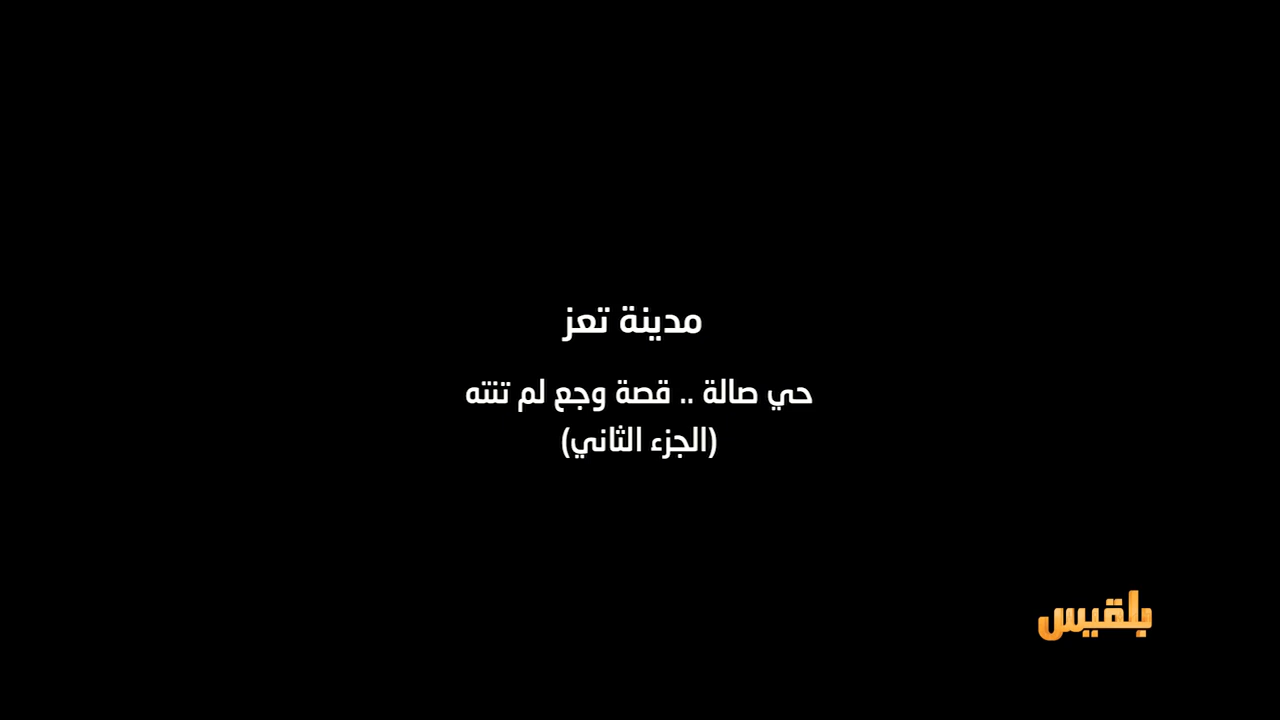 مدينة تعز
حي صالة .. قصة وجع لم تنته
(الجزء الثاني)
بلقيس